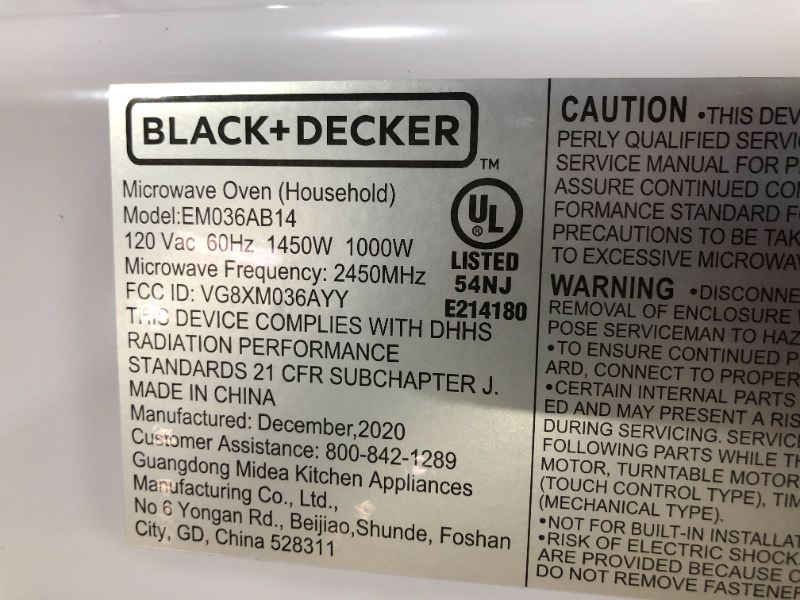 BLACK+DECKER
™
Microwave Oven (Household)
Model:EM036AB14
120 Vac 60Hz 1450W 1000W
Microwave Frequency: 2450MHz
FCC ID: VG8XM036AYY
THIS DEVICE COMPLIES WITH DHHS
RADIATION PERFORMANCE
STANDARDS 21 CFR SUBCHAPTER J.
MADE IN CHINA
Manufactured: December,2020
Customer Assistance: 800-842-1289
Guangdong Midea Kitchen Appliances
Manufacturing Co., Ltd.,
No 6 Yongan Rd., Beijiao,Shunde, Foshan
City, GD, China 528311
UL
®
LISTED
54NJ
E214180
CAUTION •THIS
PERLY QUALIFIED
SERVICE MANUAL FOR
ASSURE CONTINUED
FORMANCE STANDARD
PRECAUTIONS TO BE
TO EXCESSIVE
WARNING
REMOVAL OF ENCLOSURE
POSE SERVICEMAN TO
•TO ENSURE CONTINUED
ARD, CONNECT TO
•CERTAIN INTERNAL PARTS
ED AND MAY PRESENT A
DURING SERVICING.
FOLLOWING PARTS WHILE
MOTOR, TURNTABLE MOTOR
(TOUCH CONTROL TYPE),
(MECHANICAL TYPE).
•NOT FOR BUILT-IN
•RISK OF ELECTRIC
ARE PROVIDED BECAUSE
DO NOT REMOVE